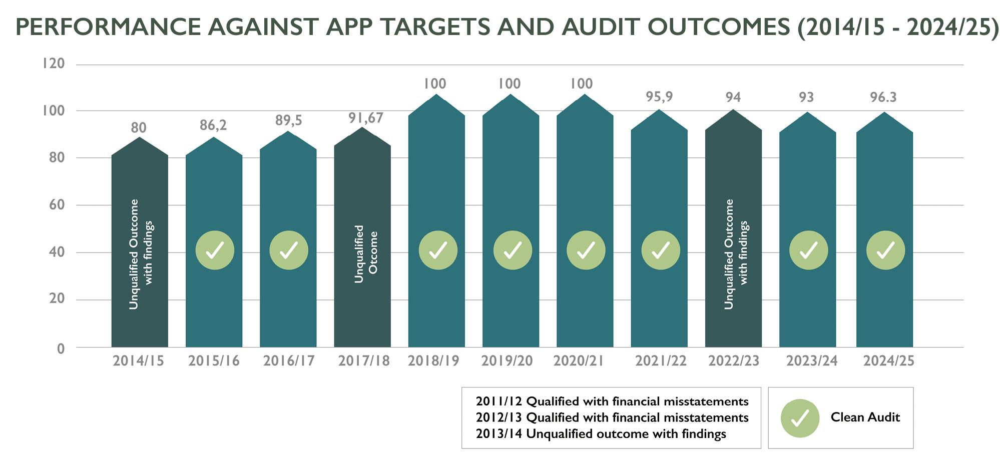 PERFORMANCE AGAINST APP TARGETS AND AUDIT OUTCOMES (2014/15 - 2024/25)
120
100
80
60
40
20
0
80
86,2
89,5
91,67
100
100
100
95,9
94
93
96.3
Unqualified Outcome
with findings
Unqualified
Otcome
Unqualified Outcome
with findings
2014/15
2015/16
2016/17
2017/18
2018/19
2019/20
2020/21
2021/22
2022/23
2023/24
2024/25
2011/12 Qualified with financial misstatements
2012/13 Qualified with financial misstatements
2013/14 Unqualified outcome with findings
Clean Audit